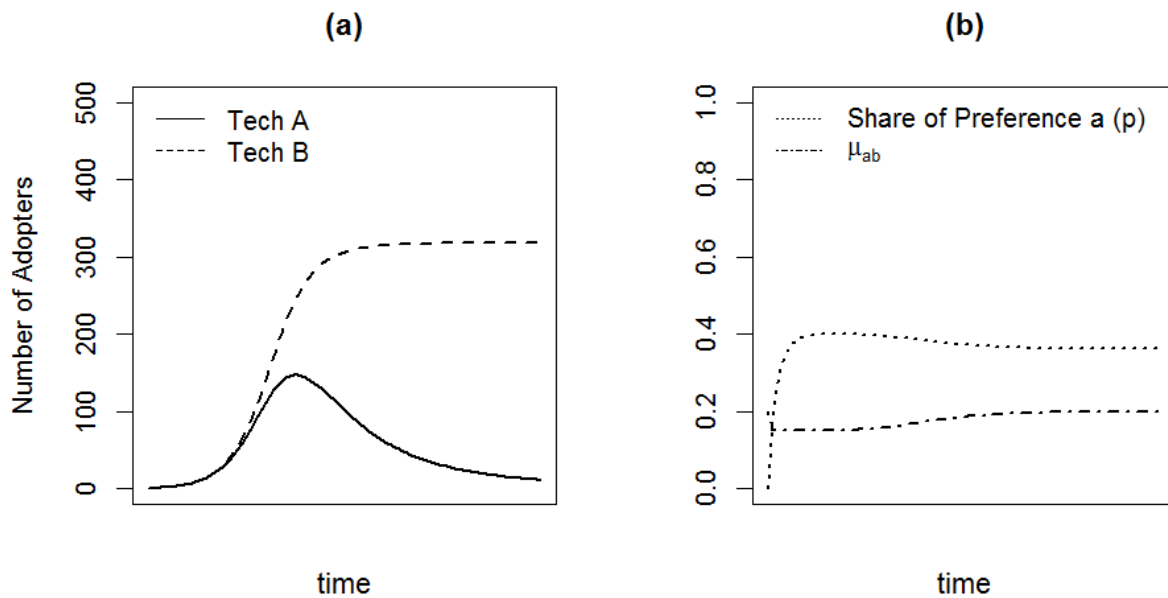 (a)
Number of Adopters
500
400
300
200
100
0
Tech A
Tech B
time
(b)
1.0
0.8
0.6
0.4
0.2
0.0
Share of Preference a (p)
μab
time